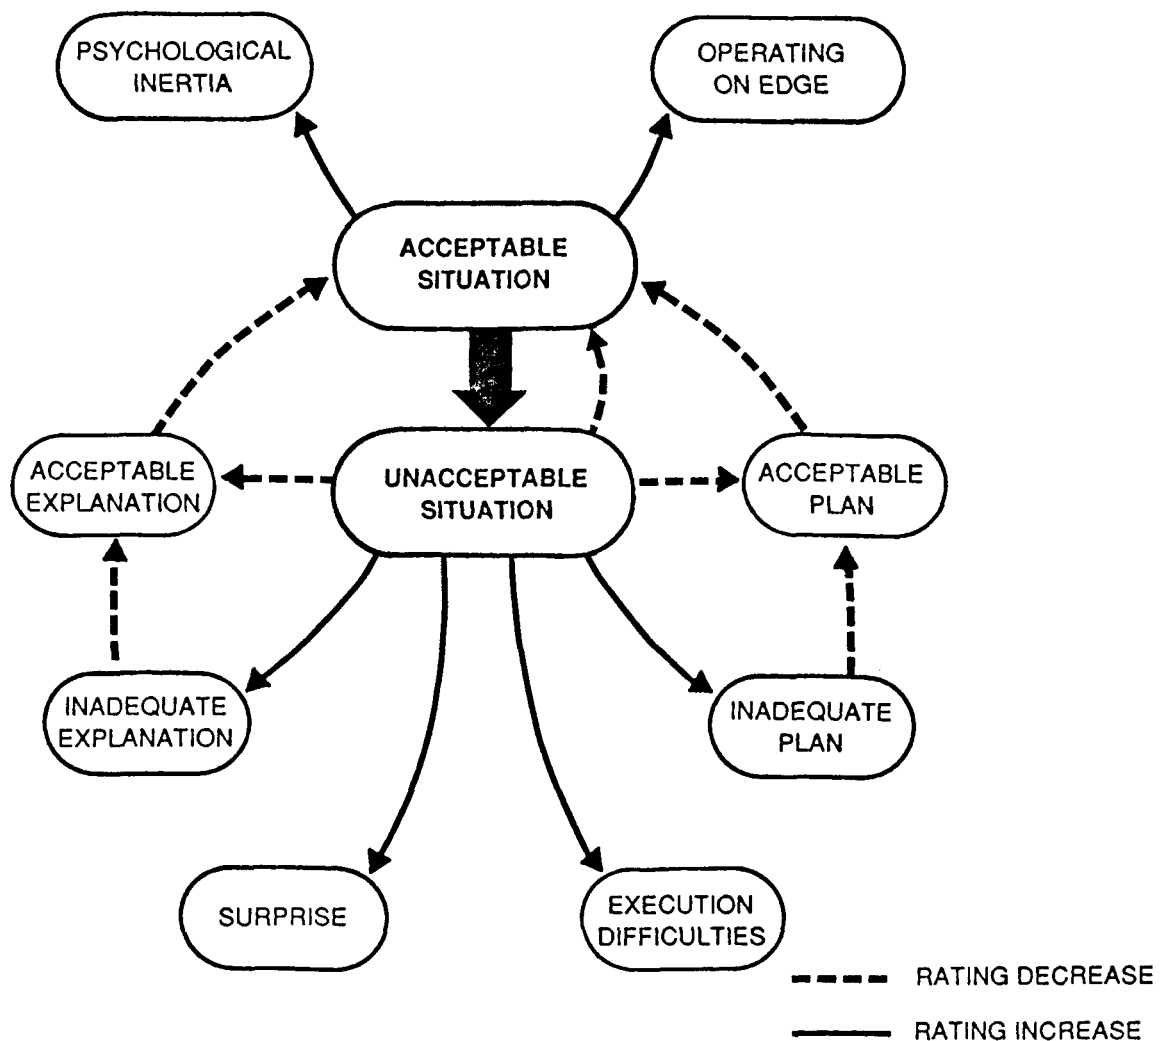 PSYCHOLOGICAL
INERTIA
OPERATING
ON EDGE
ACCEPTABLE
SITUATION
ACCEPTABLE
EXPLANATION
UNACCEPTABLE
SITUATION
ACCEPTABLE
PLAN
INADEQUATE
EXPLANATION
INADEQUATE
PLAN
SURPRISE
EXECUTION
DIFFICULTIES
RATING DECREASE
RATING INCREASE